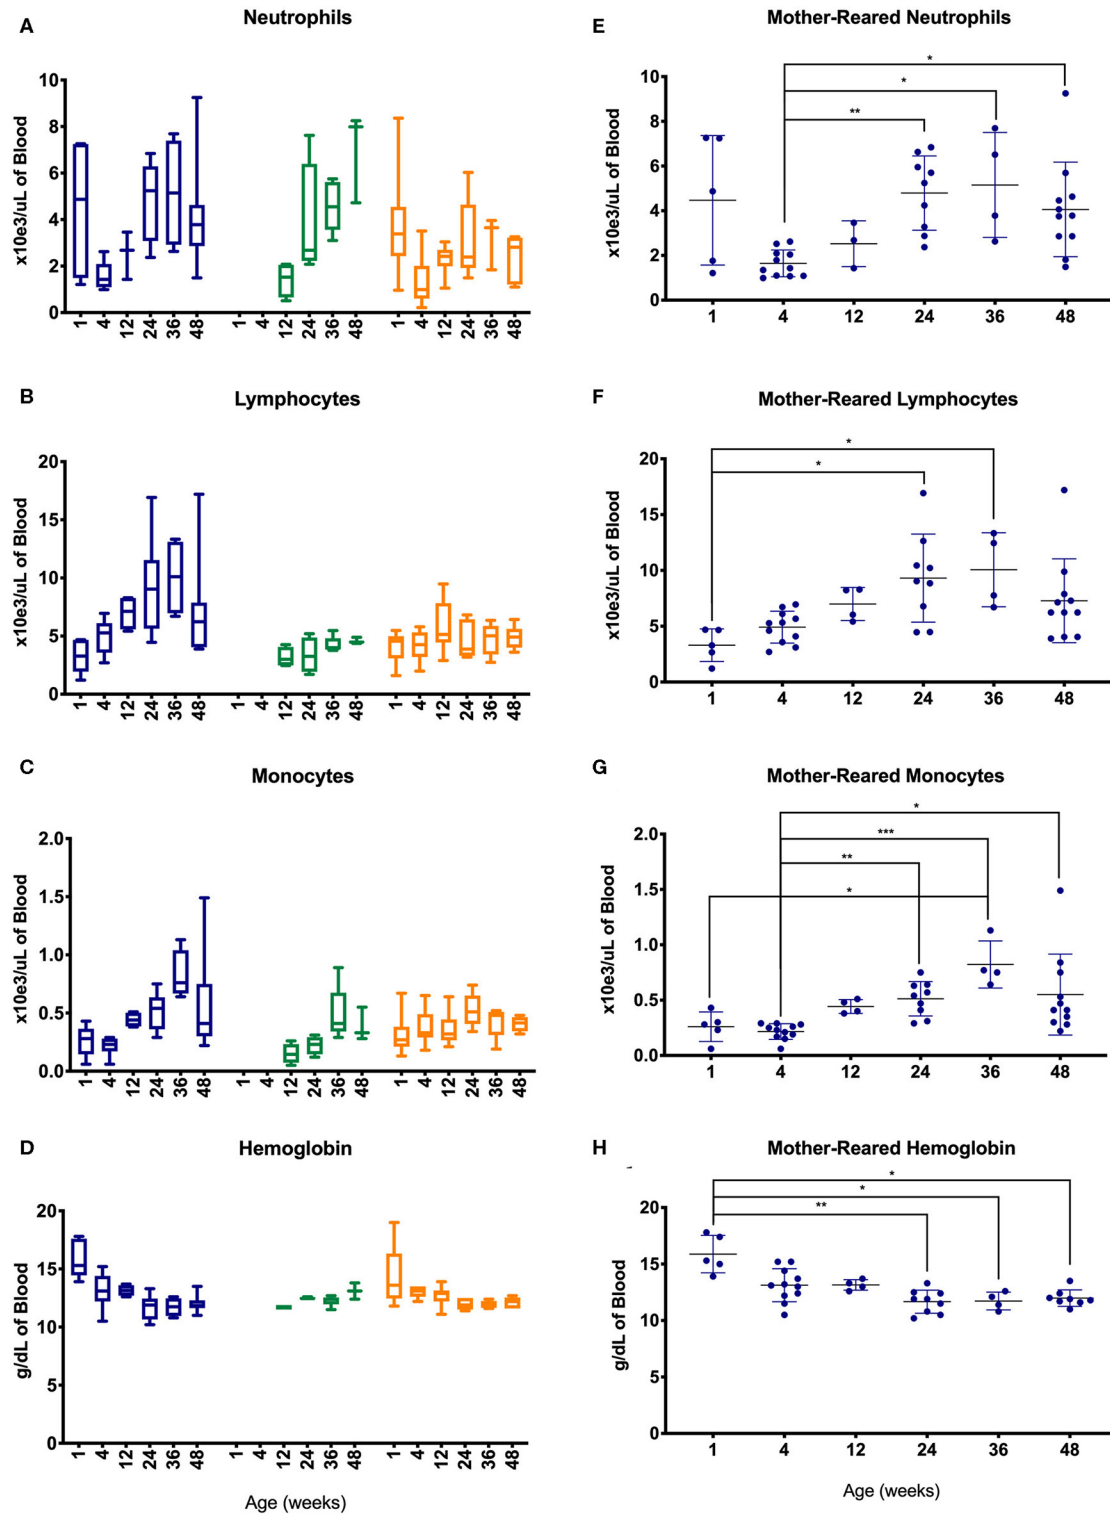 A
Neutrophils
x10e3/uL of Blood
10
8
6
4
2
0
1 4 12 24 36 48 1 4 12 24 36 48 1 4 12 24 36 48
E
Mother-Reared Neutrophils
x10e3/uL of Blood
*
*
**
10
8
6
4
2
0
1 4 12 24 36 48
B
Lymphocytes
x10e3/uL of Blood
20
15
10
5
0
1 4 12 24 36 48 1 4 12 24 36 48 1 4 12 24 36 48
F
Mother-Reared Lymphocytes
x10e3/uL of Blood
*
*
20
15
10
5
0
1 4 12 24 36 48
C
Monocytes
x10e3/uL of Blood
2.0
1.5
1.0
0.5
0.0
1 4 12 24 36 48 1 4 12 24 36 48 1 4 12 24 36 48
G
Mother-Reared Monocytes
x10e3/uL of Blood
*
***
**
*
2.0
1.5
1.0
0.5
0.0
1 4 12 24 36 48
D
Hemoglobin
g/dL of Blood
20
15
10
5
0
1 4 12 24 36 48 1 4 12 24 36 48 1 4 12 24 36 48
Age (weeks)
H
Mother-Reared Hemoglobin
g/dL of Blood
*
*
**
20
15
10
5
0
1 4 12 24 36 48
Age (weeks)